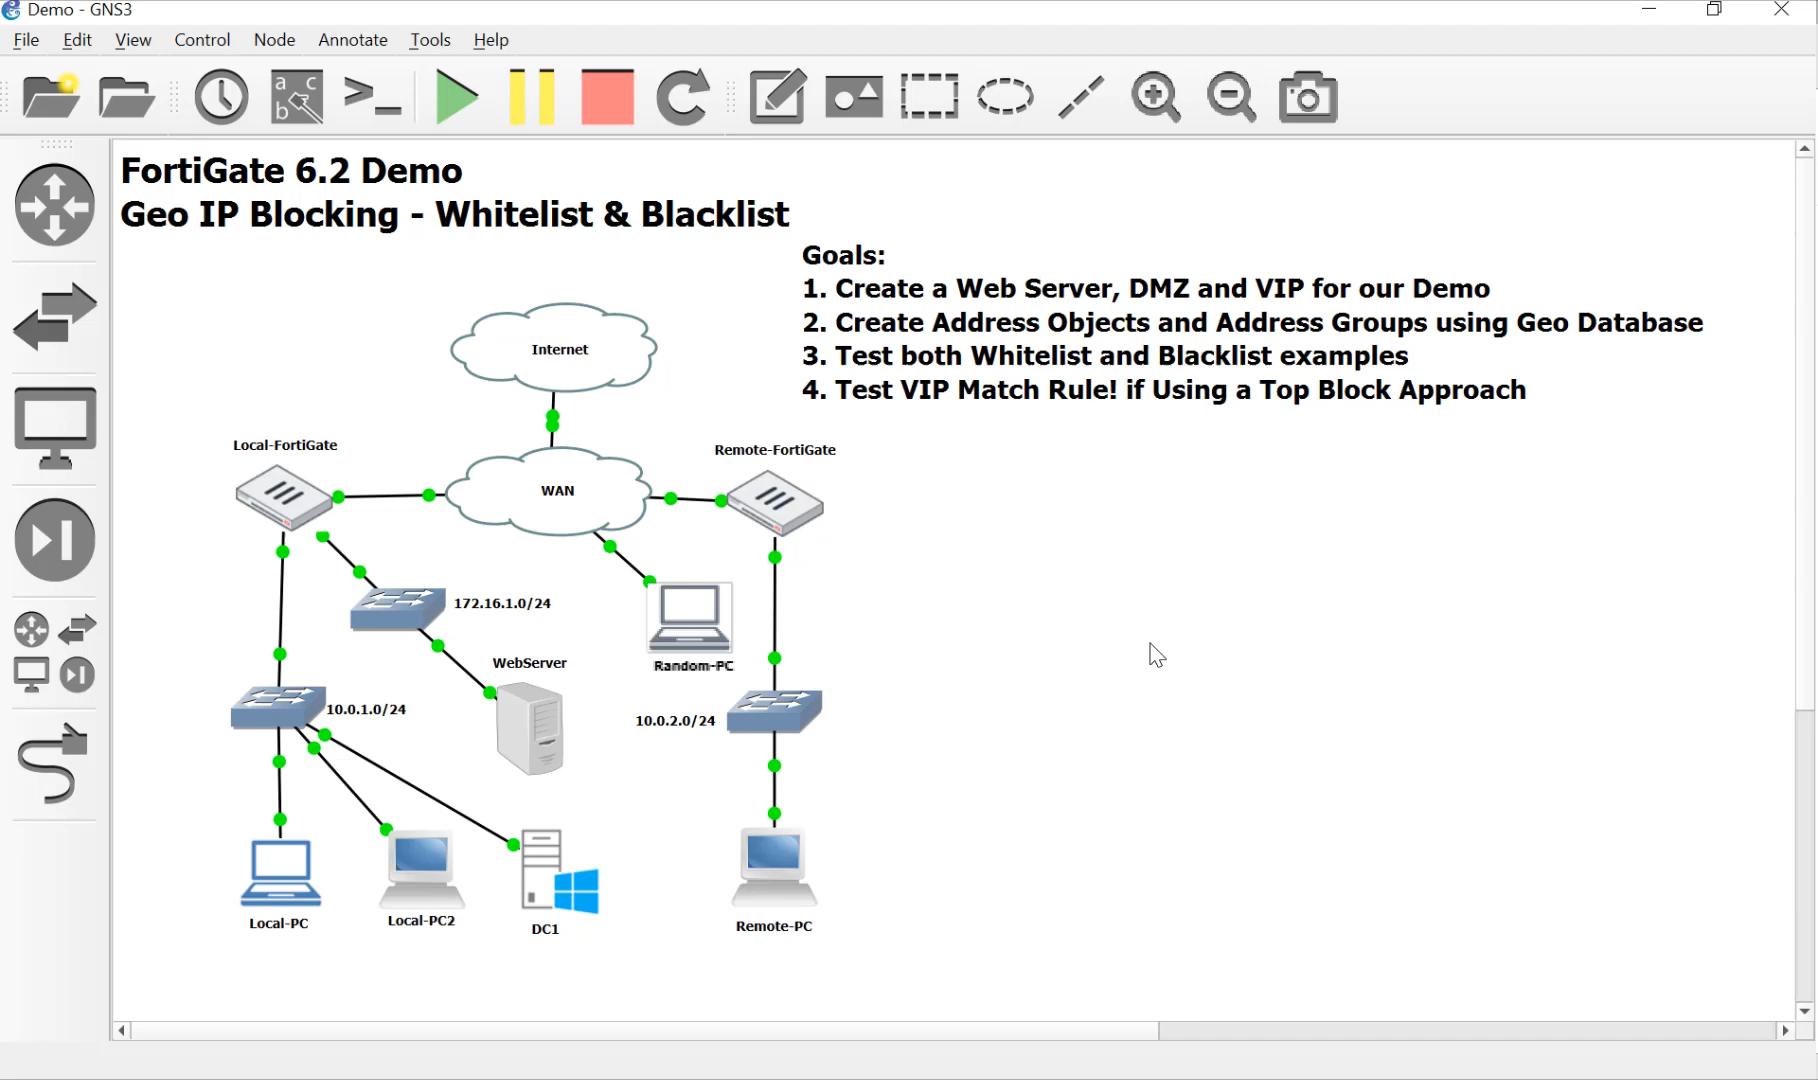 Demo - GNS3
File Edit View Control Node Annotate Tools Help
a c
b
>_
FortiGate 6.2 Demo
Geo IP Blocking - Whitelist & Blacklist
Goals:
1. Create a Web Server, DMZ and VIP for our Demo
2. Create Address Objects and Address Groups using Geo Database
3. Test both Whitelist and Blacklist examples
4. Test VIP Match Rule! if Using a Top Block Approach
Internet
Local-FortiGate
Remote-FortiGate
WAN
172.16.1.0/24
WebServer
Random-PC
10.0.1.0/24
10.0.2.0/24
Local-PC
Local-PC2
DC1
Remote-PC